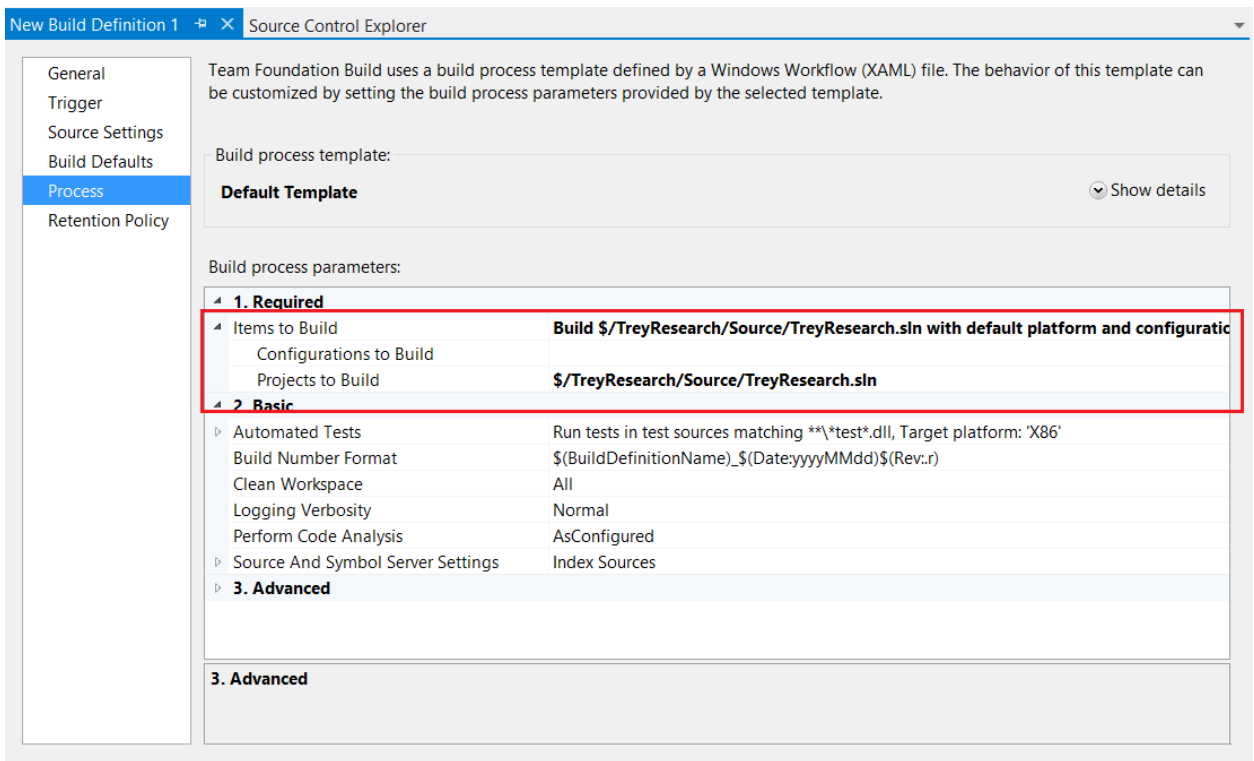 New Build Definition 1
Source Control Explorer
General
Trigger
Source Settings
Build Defaults
Process
Retention Policy
Team Foundation Build uses a build process template defined by a Windows Workflow (XAML) file. The behavior of this template can
be customized by setting the build process parameters provided by the selected template.
Build process template:
Default Template
Show details
Build process parameters:
1. Required
Items to Build Build $/TreyResearch/Source/TreyResearch.sln with default platform and configuratio
Configurations to Build
Projects to Build $/TreyResearch/Source/TreyResearch.sln
2. Basic
Automated Tests Run tests in test sources matching **\*test*.dll, Target platform: 'X86'
Build Number Format $(BuildDefinitionName)_$(Date:yyyyMMdd)$(Rev:.r)
Clean Workspace All
Logging Verbosity Normal
Perform Code Analysis AsConfigured
Source And Symbol Server Settings Index Sources
3. Advanced
3. Advanced